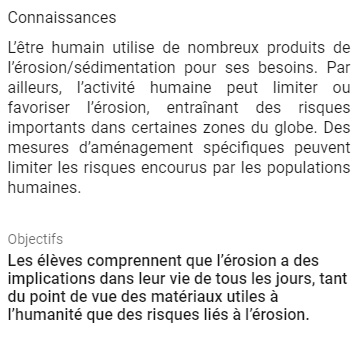 Connaissances
L’être humain utilise de nombreux produits de
l’érosion/sédimentation pour ses besoins. Par
ailleurs, l’activité humaine peut limiter ou
favoriser l’érosion, entraînant des risques
importants dans certaines zones du globe. Des
mesures d’aménagement spécifiques peuvent
limiter les risques encourus par les populations
humaines.
Objectifs
Les élèves comprennent que l’érosion a des
implications dans leur vie de tous les jours, tant
du point de vue des matériaux utiles à
l’humanité que des risques liés à l’érosion.